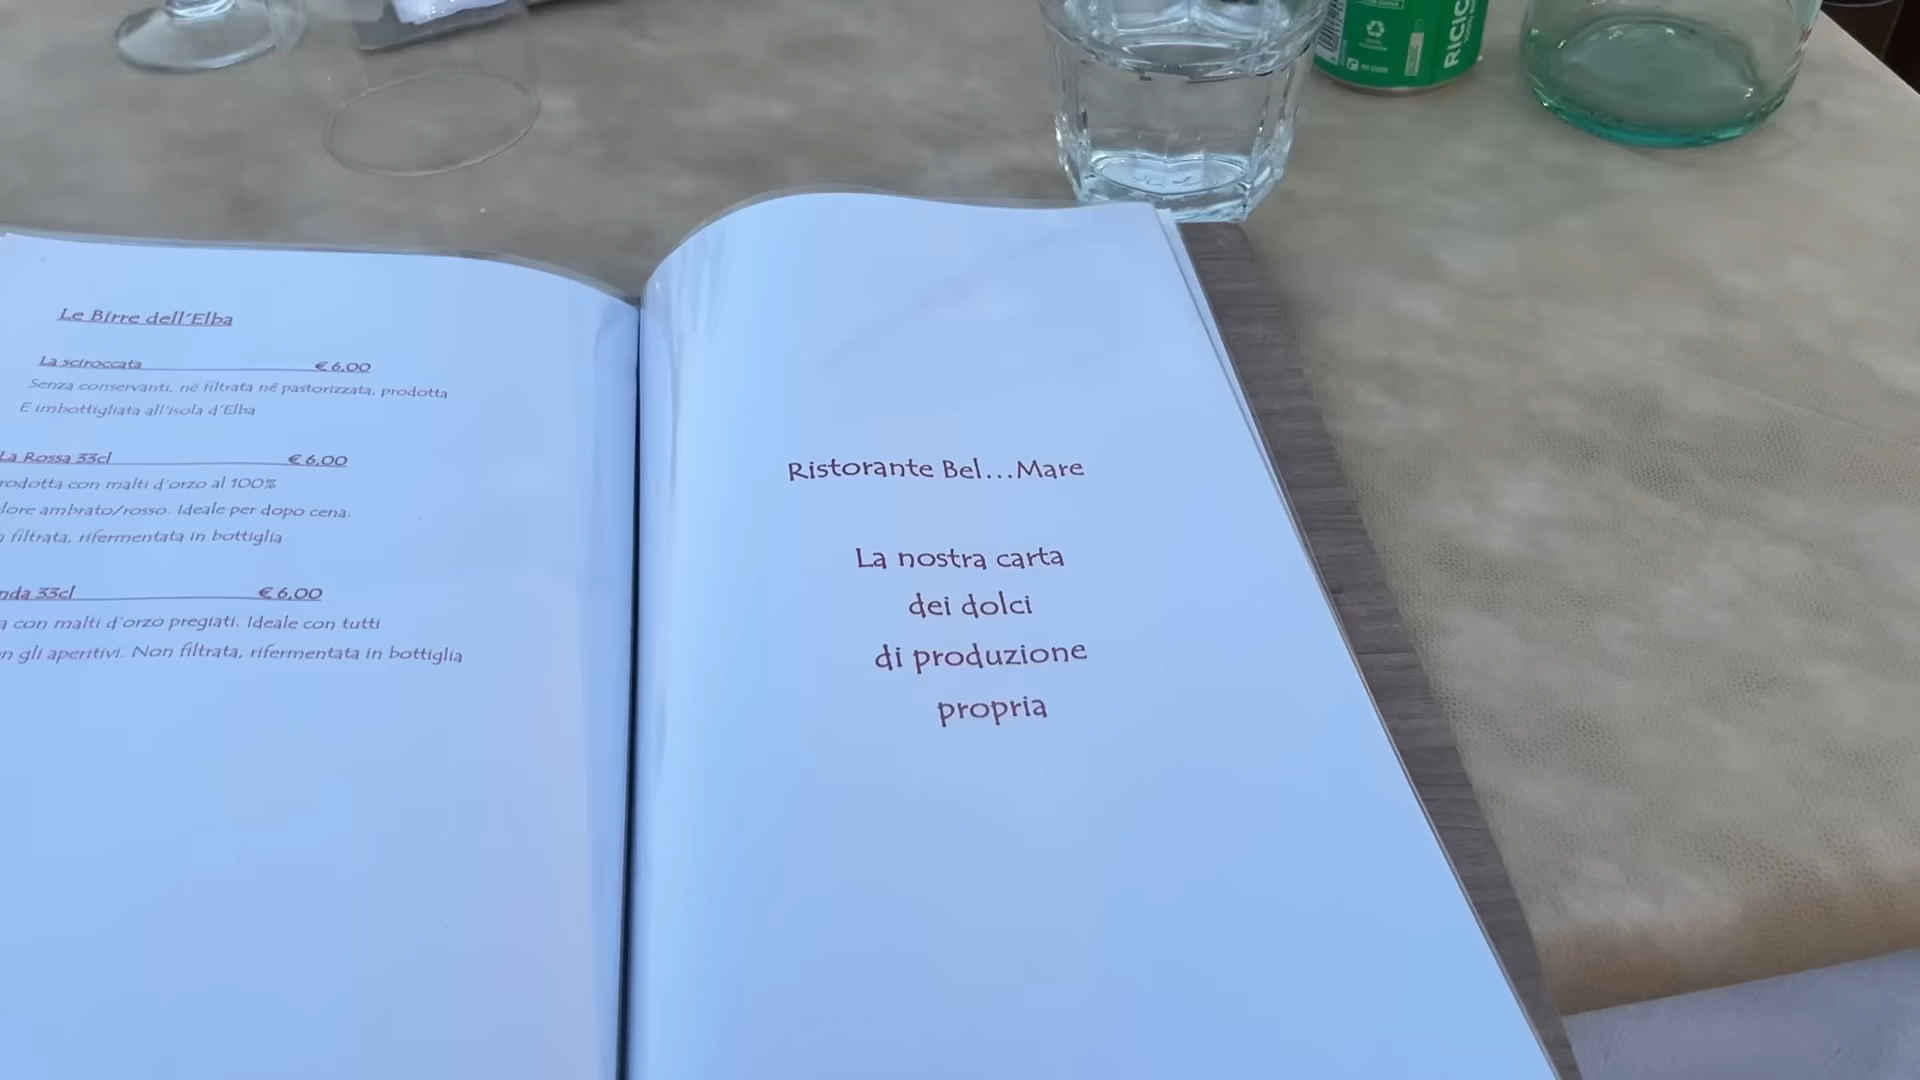 Le Birre dell'Elba
La sciroccata € 6,00
Senza conservanti, né filtrata né pastorizzata, prodotta
E imbottigliata all'isola d'Elba
La Rossa 33cl € 6,00
rodotta con malti d'orzo al 100%
lore ambrato/rosso. Ideale per dopo cena.
filtrata, rifermentata in bottiglia
nda 33cl € 6,00
a con malti d'orzo pregiati. Ideale con tutti
n gli aperitivi. Non filtrata, rifermentata in bottiglia
Ristorante Bel...Mare
La nostra carta
dei dolci
di produzione
propria
RICIC